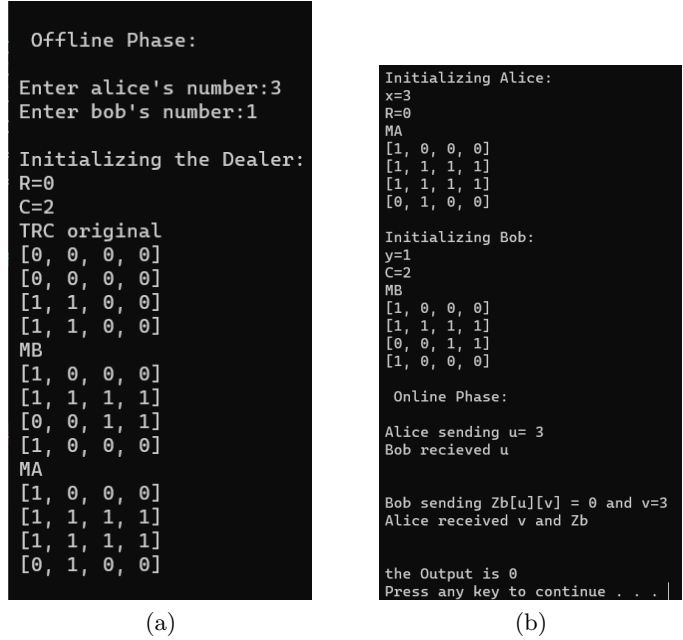 Offline Phase:
Enter alice's number:3
Enter bob's number:1
Initializing the Dealer:
R=0
C=2
TRC original
[0, 0, 0, 0]
[0, 0, 0, 0]
[1, 1, 0, 0]
[1, 1, 0, 0]
MB
[1, 0, 0, 0]
[1, 1, 1, 1]
[0, 0, 1, 1]
[1, 0, 0, 0]
MA
[1, 0, 0, 0]
[1, 1, 1, 1]
[1, 1, 1, 1]
[0, 1, 0, 0]
(a)
Initializing Alice:
x=3
R=0
MA
[1, 0, 0, 0]
[1, 1, 1, 1]
[1, 1, 1, 1]
[0, 1, 0, 0]
Initializing Bob:
y=1
C=2
MB
[1, 0, 0, 0]
[1, 1, 1, 1]
[0, 0, 1, 1]
[1, 0, 0, 0]
Online Phase:
Alice sending u= 3
Bob recieved u
Bob sending Zb[u][v] = 0 and v=3
Alice received v and Zb
the Output is 0
Press any key to continue . . .
(b)